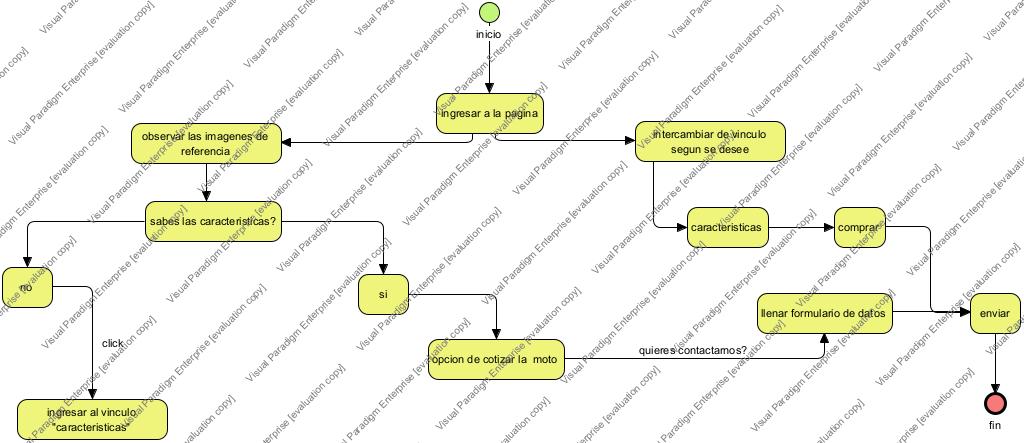 inicio
ingresar a la pagina
observar las imagenes de
referencia
intercambiar de vinculo
segun se desee
sabes las caracteristicas?
caracteristicas
comprar
no
si
llenar formulario de datos
enviar
click
opcion de cotizar la moto
quieres contactarnos?
ingresar al vinculo
"caracteristicas"
fin
Visual Paradigm Enterprise [evaluation copy]